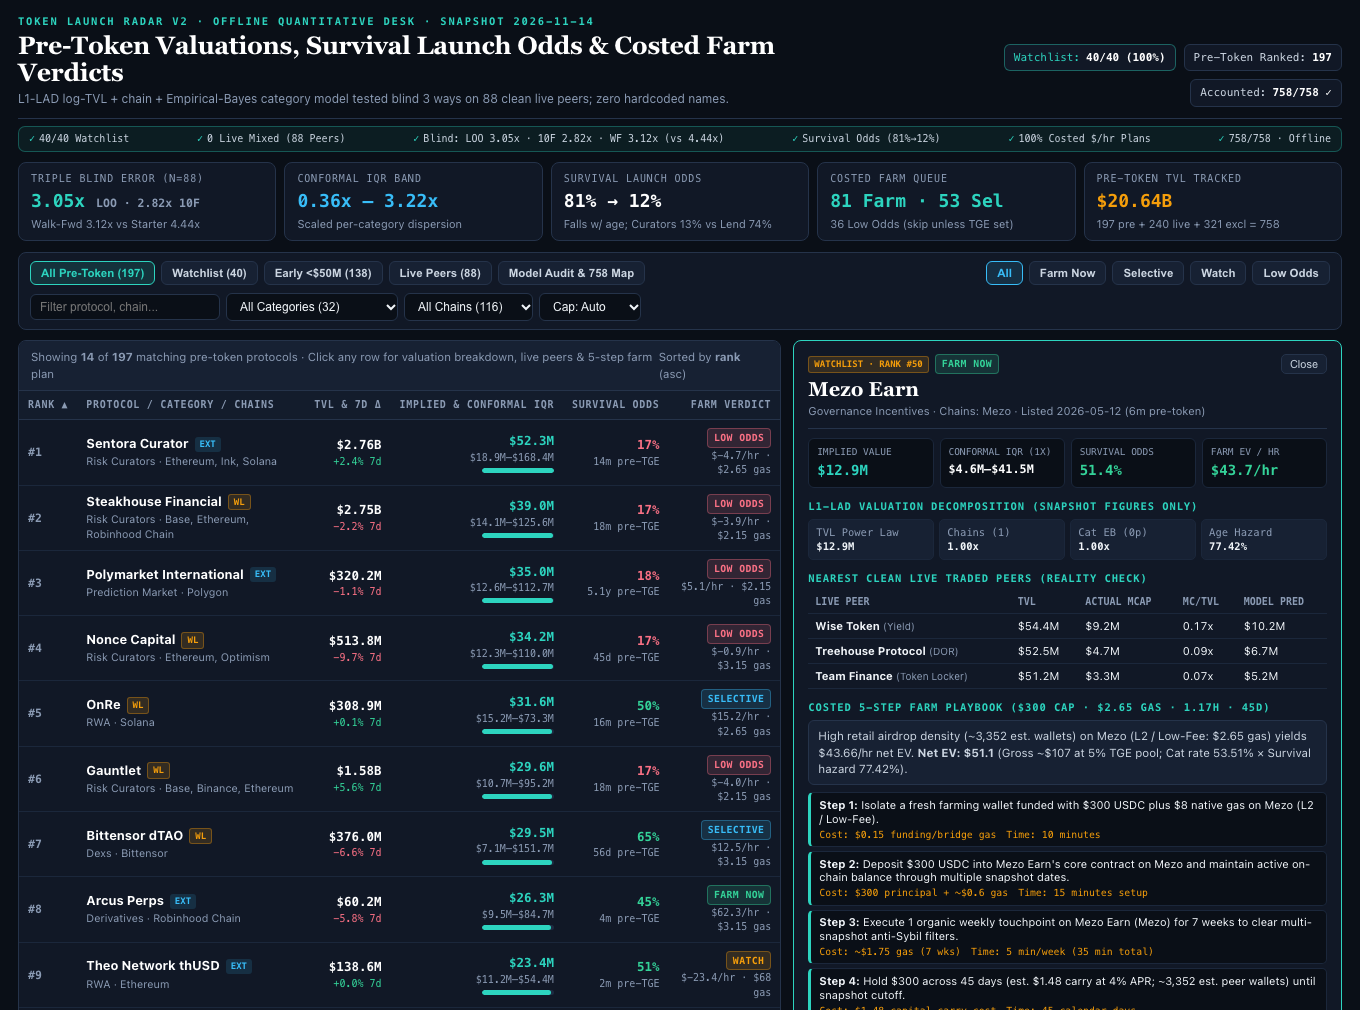 TOKEN LAUNCH RADAR V2 · OFFLINE QUANTITATIVE DESK · SNAPSHOT 2026-11-14
Pre-Token Valuations, Survival Launch Odds & Costed Farm
Verdicts
L1-LAD log-TVL + chain + Empirical-Bayes category model tested blind 3 ways on 88 clean live peers; zero hardcoded names.
Watchlist: 40/40 (100%)
Pre-Token Ranked: 197
Accounted: 758/758 ✓
✓ 40/40 Watchlist
✓ 0 Live Mixed (88 Peers)
✓ Blind: LOO 3.05x · 10F 2.82x · WF 3.12x (vs 4.44x)
✓ Survival Odds (81%→12%)
✓ 100% Costed $/hr Plans
✓ 758/758 · Offline
TRIPLE BLIND ERROR (N=88)
3.05x LOO · 2.82x 10F
Walk-Fwd 3.12x vs Starter 4.44x
CONFORMAL IQR BAND
0.36x – 3.22x
Scaled per-category dispersion
SURVIVAL LAUNCH ODDS
81% → 12%
Falls w/ age; Curators 13% vs Lend 74%
COSTED FARM QUEUE
81 Farm · 53 Sel
36 Low Odds (skip unless TGE set)
PRE-TOKEN TVL TRACKED
$20.64B
197 pre + 240 live + 321 excl = 758
All Pre-Token (197)
Watchlist (40)
Early <$50M (138)
Live Peers (88)
Model Audit & 758 Map
All
Farm Now
Selective
Watch
Low Odds
Filter protocol, chain...
All Categories (32)
All Chains (116)
Cap: Auto
Showing 14 of 197 matching pre-token protocols · Click any row for valuation breakdown, live peers & 5-step farm
plan
Sorted by rank
(asc)
RANK ▲ PROTOCOL / CATEGORY / CHAINS TVL & 7D Δ IMPLIED & CONFORMAL IQR SURVIVAL ODDS FARM VERDICT
#1
Sentora Curator EXT
Risk Curators · Ethereum, Ink, Solana
$2.76B
+2.4% 7d
$52.3M
$18.9M–$168.4M
17%
14m pre-TGE
LOW ODDS
$−4.7/hr ·
$2.65 gas
#2
Steakhouse Financial WL
Risk Curators · Base, Ethereum,
Robinhood Chain
$2.75B
−2.2% 7d
$39.0M
$14.1M–$125.6M
17%
18m pre-TGE
LOW ODDS
$−3.9/hr ·
$2.15 gas
#3
Polymarket International EXT
Prediction Market · Polygon
$320.2M
−1.1% 7d
$35.0M
$12.6M–$112.7M
18%
5.1y pre-TGE
LOW ODDS
$5.1/hr · $2.15
gas
#4
Nonce Capital WL
Risk Curators · Ethereum, Optimism
$513.8M
−9.7% 7d
$34.2M
$12.3M–$110.0M
17%
45d pre-TGE
LOW ODDS
$−0.9/hr ·
$3.15 gas
#5
OnRe WL
RWA · Solana
$308.9M
+0.1% 7d
$31.6M
$15.2M–$73.3M
50%
16m pre-TGE
SELECTIVE
$15.2/hr ·
$2.65 gas
#6
Gauntlet WL
Risk Curators · Base, Binance, Ethereum
$1.58B
+5.6% 7d
$29.6M
$10.7M–$95.2M
17%
18m pre-TGE
LOW ODDS
$−4.0/hr ·
$2.15 gas
#7
Bittensor dTAO WL
Dexs · Bittensor
$376.0M
−6.6% 7d
$29.5M
$7.1M–$151.7M
65%
56d pre-TGE
SELECTIVE
$12.5/hr ·
$3.15 gas
#8
Arcus Perps EXT
Derivatives · Robinhood Chain
$60.2M
−5.8% 7d
$26.3M
$9.5M–$84.7M
45%
4m pre-TGE
FARM NOW
$62.3/hr ·
$3.15 gas
#9
Theo Network thUSD EXT
RWA · Ethereum
$138.6M
+0.0% 7d
$23.4M
$11.2M–$54.4M
51%
2m pre-TGE
WATCH
$−23.4/hr · $68
gas
WATCHLIST · RANK #50
FARM NOW
Close
Mezo Earn
Governance Incentives · Chains: Mezo · Listed 2026-05-12 (6m pre-token)
IMPLIED VALUE
$12.9M
CONFORMAL IQR (1X)
$4.6M–$41.5M
SURVIVAL ODDS
51.4%
FARM EV / HR
$43.7/hr
L1-LAD VALUATION DECOMPOSITION (SNAPSHOT FIGURES ONLY)
TVL Power Law
$12.9M
Chains (1)
1.00x
Cat EB (0p)
1.00x
Age Hazard
77.42%
NEAREST CLEAN LIVE TRADED PEERS (REALITY CHECK)
LIVE PEER TVL ACTUAL MCAP MC/TVL MODEL PRED
Wise Token (Yield) $54.4M $9.2M 0.17x $10.2M
Treehouse Protocol (DOR) $52.5M $4.7M 0.09x $6.7M
Team Finance (Token Locker) $51.2M $3.3M 0.07x $5.2M
COSTED 5-STEP FARM PLAYBOOK ($300 CAP · $2.65 GAS · 1.17H · 45D)
High retail airdrop density (~3,352 est. wallets) on Mezo (L2 / Low-Fee: $2.65 gas) yields
$43.66/hr net EV. Net EV: $51.1 (Gross ~$107 at 5% TGE pool; Cat rate 53.51% × Survival
hazard 77.42%).
Step 1: Isolate a fresh farming wallet funded with $300 USDC plus $8 native gas on Mezo (L2
/ Low-Fee).
Cost: $0.15 funding/bridge gas Time: 10 minutes
Step 2: Deposit $300 USDC into Mezo Earn's core contract on Mezo and maintain active on-
chain balance through multiple snapshot dates.
Cost: $300 principal + ~$0.6 gas Time: 15 minutes setup
Step 3: Execute 1 organic weekly touchpoint on Mezo Earn (Mezo) for 7 weeks to clear multi-
snapshot anti-Sybil filters.
Cost: ~$1.75 gas (7 wks) Time: 5 min/week (35 min total)
Step 4: Hold $300 across 45 days (est. $1.48 carry at 4% APR; ~3,352 est. peer wallets) until
snapshot cutoff.
Cost: $1.48 capital carry cost Time: 45 calendar days